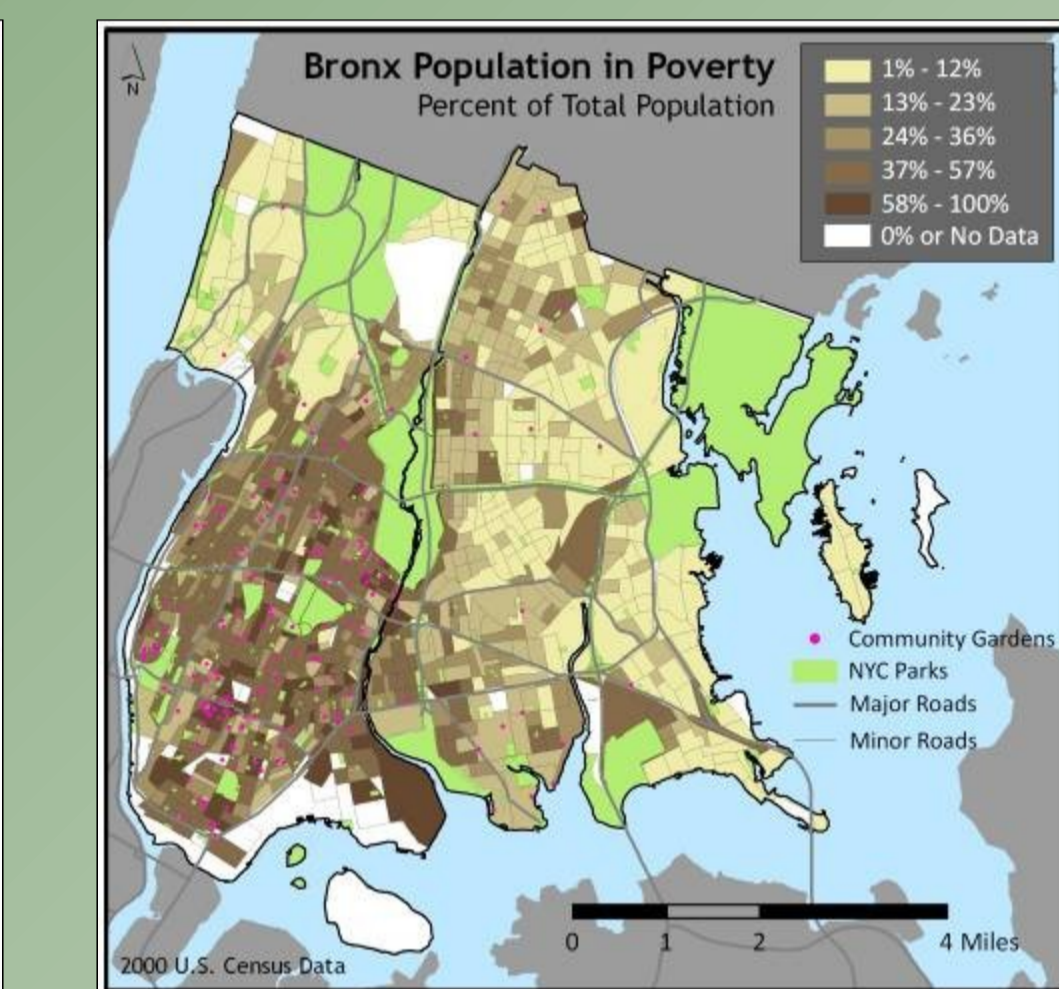 Bronx Population in Poverty
Percent of Total Population
1% - 12%
13% - 23%
24% - 36%
37% - 57%
58% - 100%
0% or No Data
N
Community Gardens
NYC Parks
Major Roads
Minor Roads
0 1 2 4 Miles
2000 U.S. Census Data